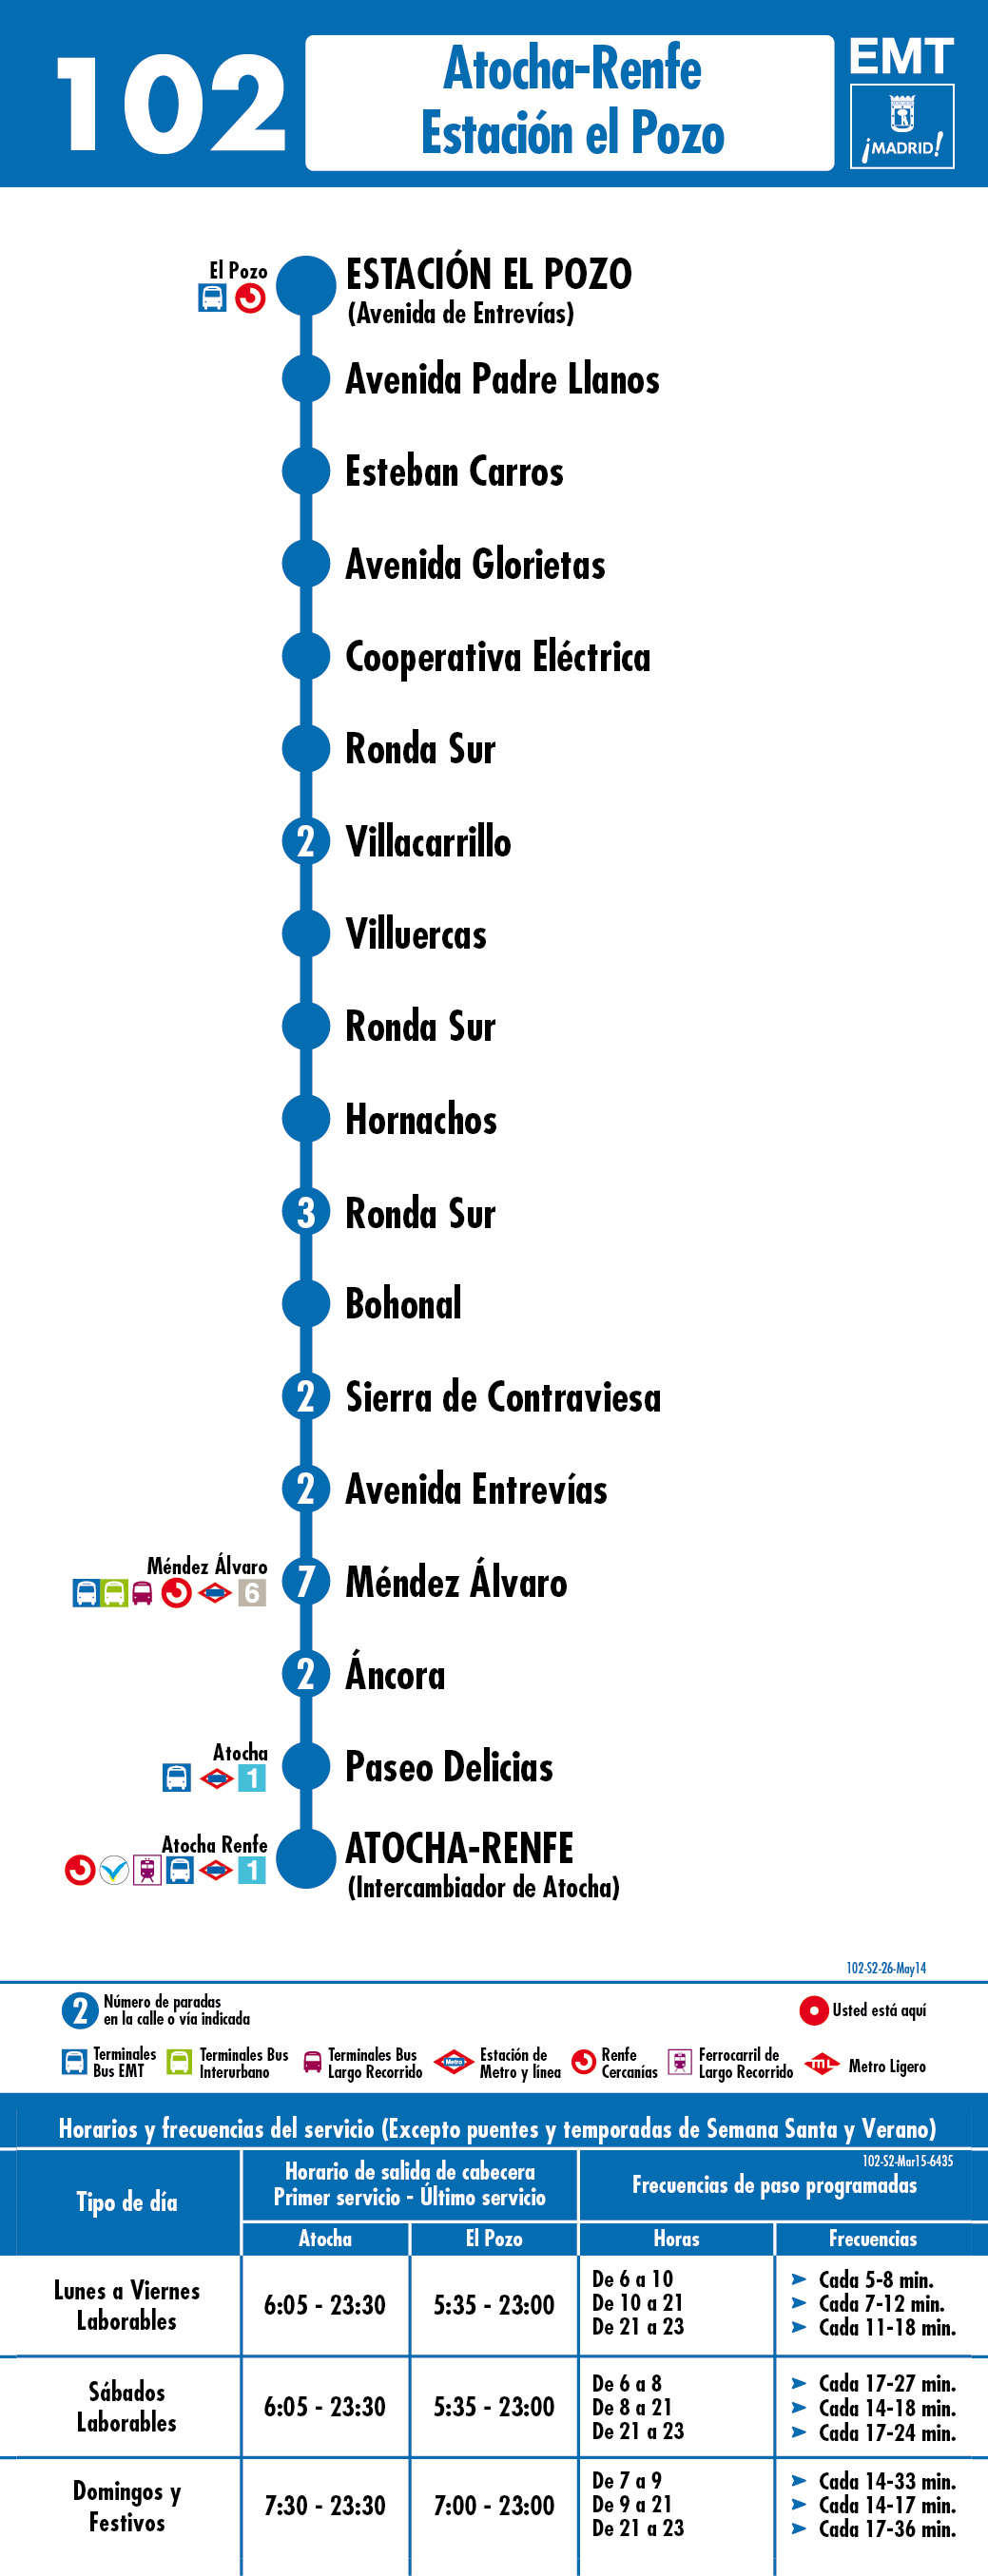 102
Atocha-Renfe
Estación el Pozo
EMT
¡MADRID!
El Pozo
ESTACIÓN EL POZO
(Avenida de Entrevías)
Avenida Padre Llanos
Esteban Carros
Avenida Glorietas
Cooperativa Eléctrica
Ronda Sur
2 Villacarrillo
Villuercas
Ronda Sur
Hornachos
3 Ronda Sur
Bohonal
2 Sierra de Contraviesa
2 Avenida Entrevías
Méndez Álvaro
6
7 Méndez Álvaro
2 Áncora
Atocha
1
Paseo Delicias
Atocha Renfe
1
ATOCHA-RENFE
(Intercambiador de Atocha)
102-S2-26-May14
2 Número de paradas
en la calle o vía indicada
Usted está aquí
Terminales
Bus EMT
Terminales Bus
Interurbano
Terminales Bus
Largo Recorrido
Metro
Estación de
Metro y línea
Renfe
Cercanías
Ferrocarril de
Largo Recorrido
ML
Metro Ligero
Horarios y frecuencias del servicio (Excepto puentes y temporadas de Semana Santa y Verano)
102-S2-Mar15-6435
Tipo de día
Horario de salida de cabecera
Primer servicio - Último servicio
Frecuencias de paso programadas
Atocha
El Pozo
Horas
Frecuencias
Lunes a Viernes
Laborables
6:05 - 23:30
5:35 - 23:00
De 6 a 10 ➤ Cada 5-8 min.
De 10 a 21 ➤ Cada 7-12 min.
De 21 a 23 ➤ Cada 11-18 min.
Sábados
Laborables
6:05 - 23:30
5:35 - 23:00
De 6 a 8 ➤ Cada 17-27 min.
De 8 a 21 ➤ Cada 14-18 min.
De 21 a 23 ➤ Cada 17-24 min.
Domingos y
Festivos
7:30 - 23:30
7:00 - 23:00
De 7 a 9 ➤ Cada 14-33 min.
De 9 a 21 ➤ Cada 14-17 min.
De 21 a 23 ➤ Cada 17-36 min.